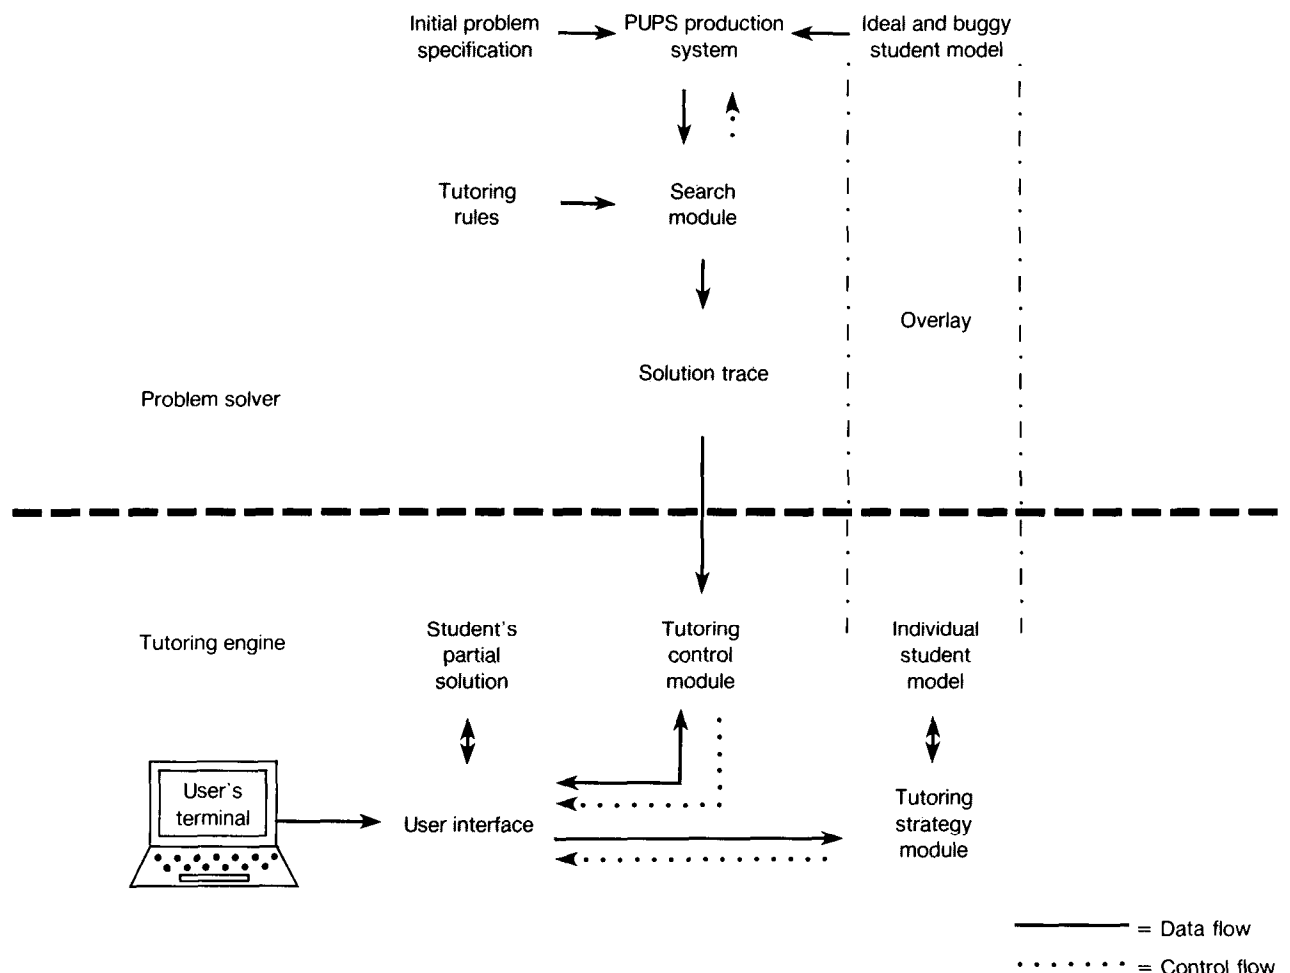 Initial problem
specification
PUPS production
system
Ideal and buggy
student model
Tutoring
rules
Search
module
Overlay
Solution trace
Problem solver
Tutoring engine
Student's
partial
solution
Tutoring
control
module
Individual
student
model
User's
terminal
User interface
Tutoring
strategy
module
= Data flow
= Control flow